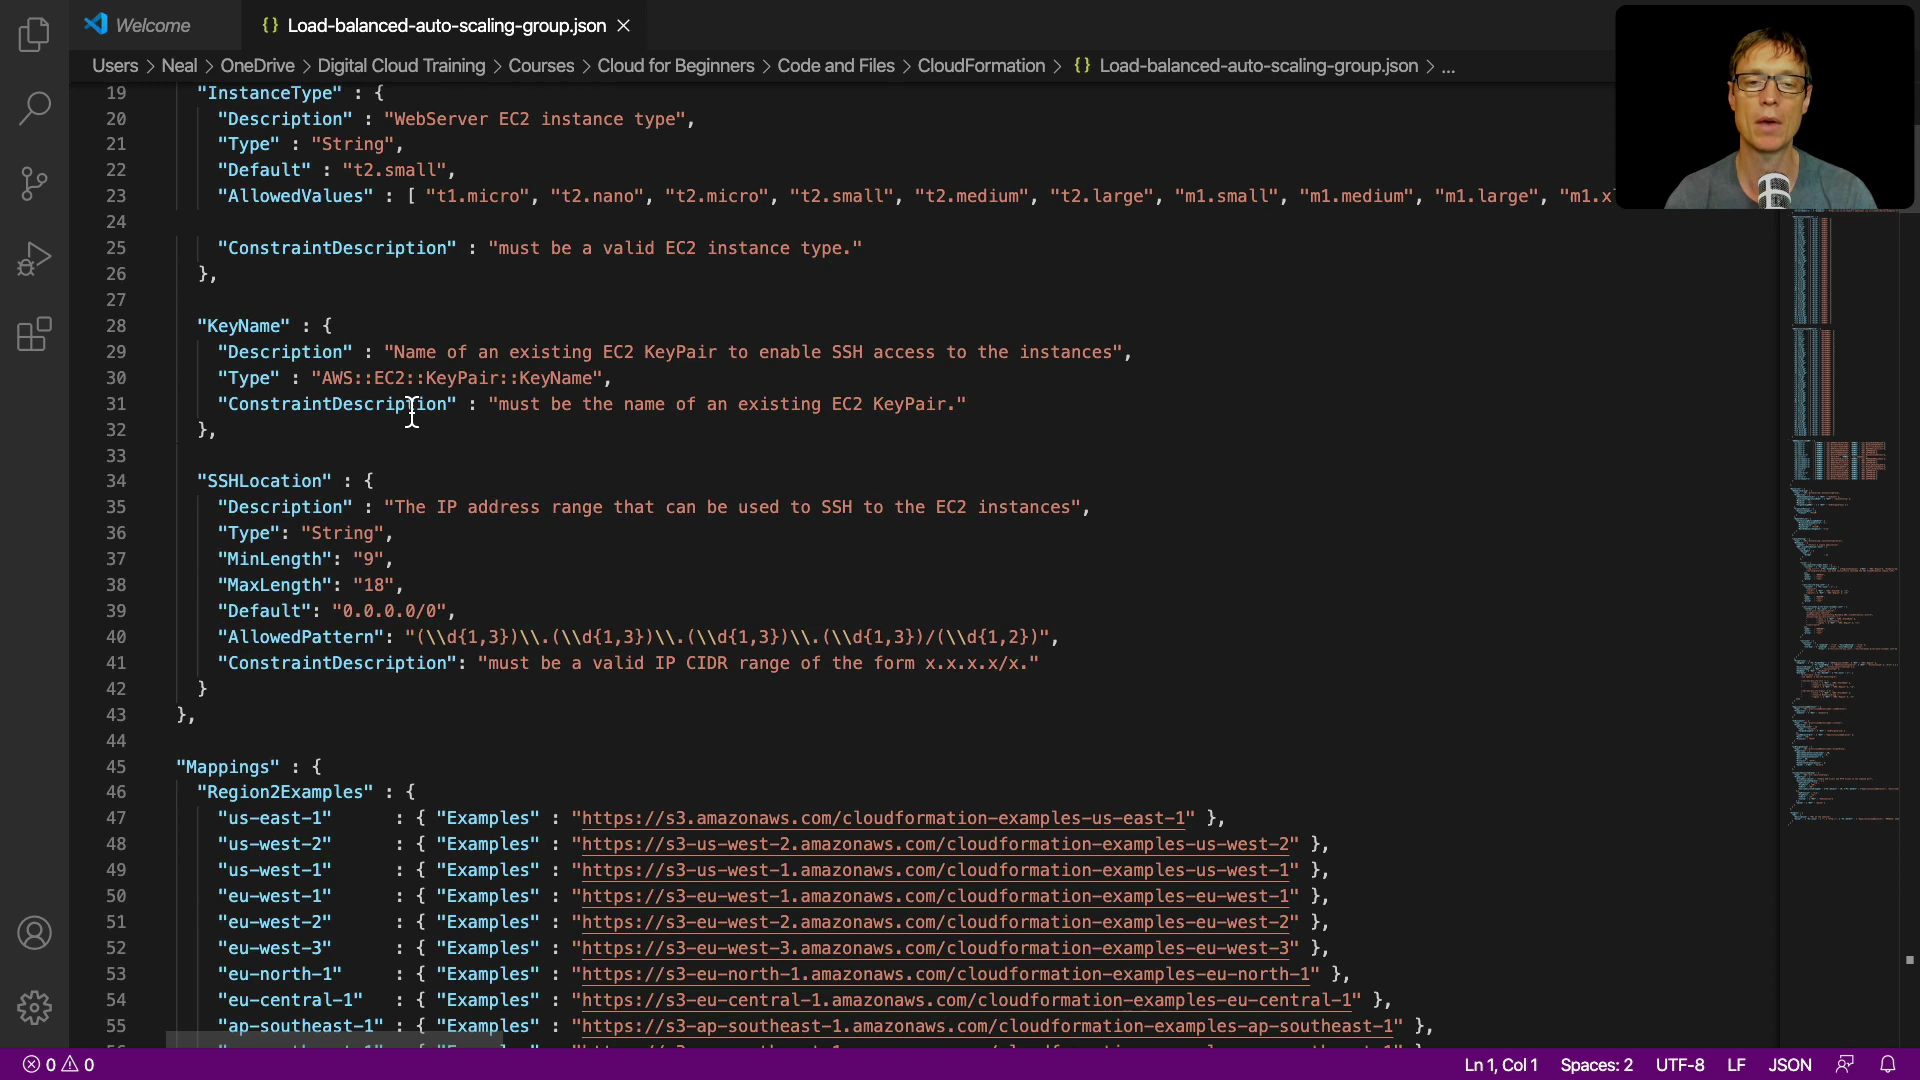 Welcome
{} Load-balanced-auto-scaling-group.json ×
Users > Neal > OneDrive > Digital Cloud Training > Courses > Cloud for Beginners > Code and Files > CloudFormation > {} Load-balanced-auto-scaling-group.json > ...
19 "InstanceType" : {
20 "Description" : "WebServer EC2 instance type",
21 "Type" : "String",
22 "Default" : "t2.small",
23 "AllowedValues" : [ "t1.micro", "t2.nano", "t2.micro", "t2.small", "t2.medium", "t2.large", "m1.small", "m1.medium", "m1.large", "m1.x
24
25 "ConstraintDescription" : "must be a valid EC2 instance type."
26 },
27
28 "KeyName" : {
29 "Description" : "Name of an existing EC2 KeyPair to enable SSH access to the instances",
30 "Type" : "AWS::EC2::KeyPair::KeyName",
31 "ConstraintDescription" : "must be the name of an existing EC2 KeyPair."
32 },
33
34 "SSHLocation" : {
35 "Description" : "The IP address range that can be used to SSH to the EC2 instances",
36 "Type": "String",
37 "MinLength": "9",
38 "MaxLength": "18",
39 "Default": "0.0.0.0/0",
40 "AllowedPattern": "(\\d{1,3})\\.(\\d{1,3})\\.(\\d{1,3})\\.(\\d{1,3})/(\\d{1,2})",
41 "ConstraintDescription": "must be a valid IP CIDR range of the form x.x.x.x/x."
42 }
43 },
44
45 "Mappings" : {
46 "Region2Examples" : {
47 "us-east-1" : { "Examples" : "https://s3.amazonaws.com/cloudformation-examples-us-east-1" },
48 "us-west-2" : { "Examples" : "https://s3-us-west-2.amazonaws.com/cloudformation-examples-us-west-2" },
49 "us-west-1" : { "Examples" : "https://s3-us-west-1.amazonaws.com/cloudformation-examples-us-west-1" },
50 "eu-west-1" : { "Examples" : "https://s3-eu-west-1.amazonaws.com/cloudformation-examples-eu-west-1" },
51 "eu-west-2" : { "Examples" : "https://s3-eu-west-2.amazonaws.com/cloudformation-examples-eu-west-2" },
52 "eu-west-3" : { "Examples" : "https://s3-eu-west-3.amazonaws.com/cloudformation-examples-eu-west-3" },
53 "eu-north-1" : { "Examples" : "https://s3-eu-north-1.amazonaws.com/cloudformation-examples-eu-north-1" },
54 "eu-central-1" : { "Examples" : "https://s3-eu-central-1.amazonaws.com/cloudformation-examples-eu-central-1" },
55 "ap-southeast-1" : { "Examples" : "https://s3-ap-southeast-1.amazonaws.com/cloudformation-examples-ap-southeast-1" },
0 0 Ln 1, Col 1 Spaces: 2 UTF-8 LF JSON